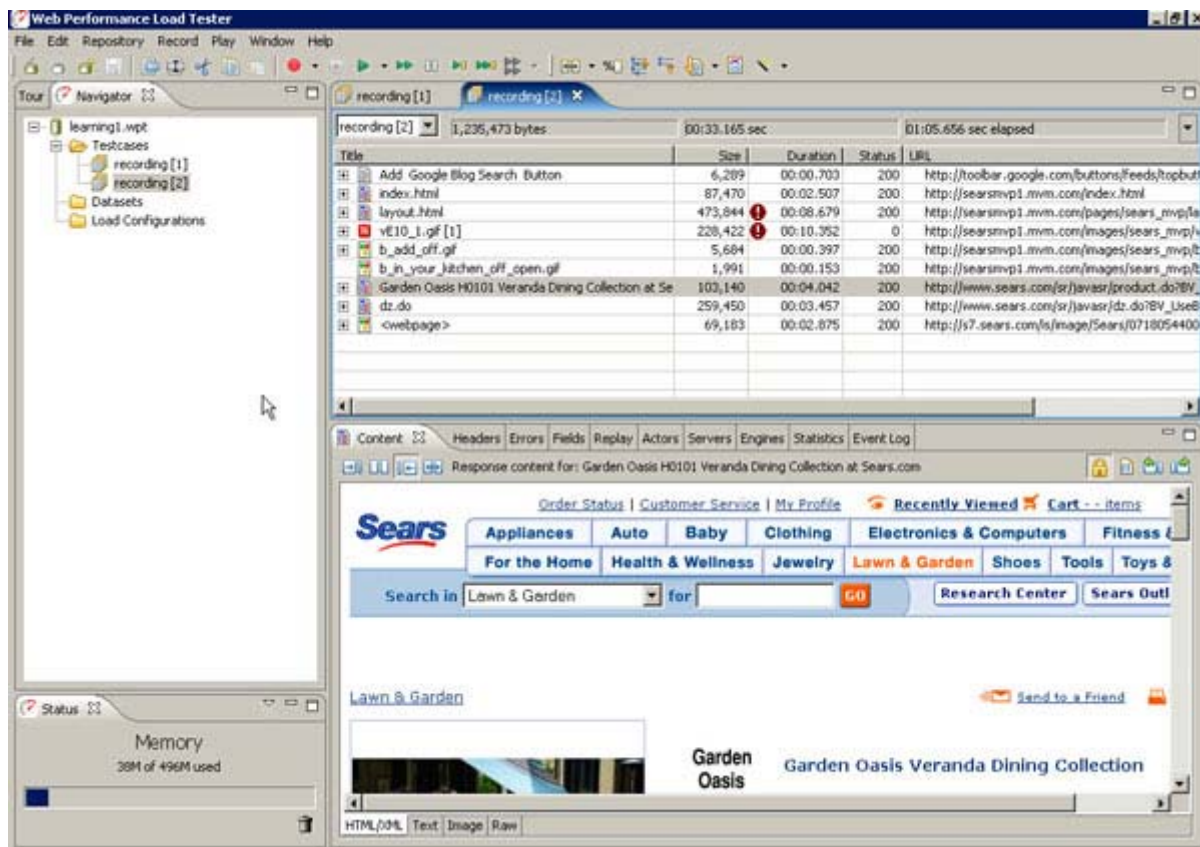 Web Performance Load Tester
File Edit Repository Record Play Window Help
Tour Navigator
learning1.wpt
Testcases
recording [1]
recording [2]
Datasets
Load Configurations
recording [1] recording [2]
recording [2] 1,235,473 bytes 00:33.165 sec 01:05.656 sec elapsed
Title Size Duration Status URL
Add Google Blog Search Button 6,289 00:00.703 200 http://toolbar.google.com/buttons/feeds/topbutt
index.html 87,470 00:02.507 200 http://searsmvp1.mvm.com/index.html
layout.html 473,844 00:08.679 200 http://searsmvp1.mvm.com/pages/sears_mvp/la
vE10_1.gif [1] 228,422 00:10.352 0 http://searsmvp1.mvm.com/images/sears_mvp/v
b_add_off.gif 5,684 00:00.397 200 http://searsmvp1.mvm.com/images/sears_mvp/b
b_in_your_kitchen_off_open.gif 1,991 00:00.153 200 http://searsmvp1.mvm.com/images/sears_mvp/b
Garden Oasis H0101 Veranda Dining Collection at Se 103,140 00:04.042 200 http://www.sears.com/sr/javasr/product.do?BV_
dz.do 259,450 00:03.457 200 http://www.sears.com/sr/javasr/dz.do?BV_UseB
<webpage> 69,183 00:02.875 200 http://s7.sears.com/is/image/Sears/0718054400
Content Headers Errors Fields Replay Actors Servers Engines Statistics Event Log
Response content for: Garden Oasis H0101 Veranda Dining Collection at Sears.com
Order Status | Customer Service | My Profile Recently Viewed Cart - - items
Sears
Appliances Auto Baby Clothing Electronics & Computers Fitness &
For the Home Health & Wellness Jewelry Lawn & Garden Shoes Tools Toys &
Search in Lawn & Garden for GO Research Center Sears Outl
Lawn & Garden Send to a Friend
Garden Oasis
Garden Oasis Veranda Dining Collection
HTML/XML Text Image Raw
Status
Memory
38M of 496M used